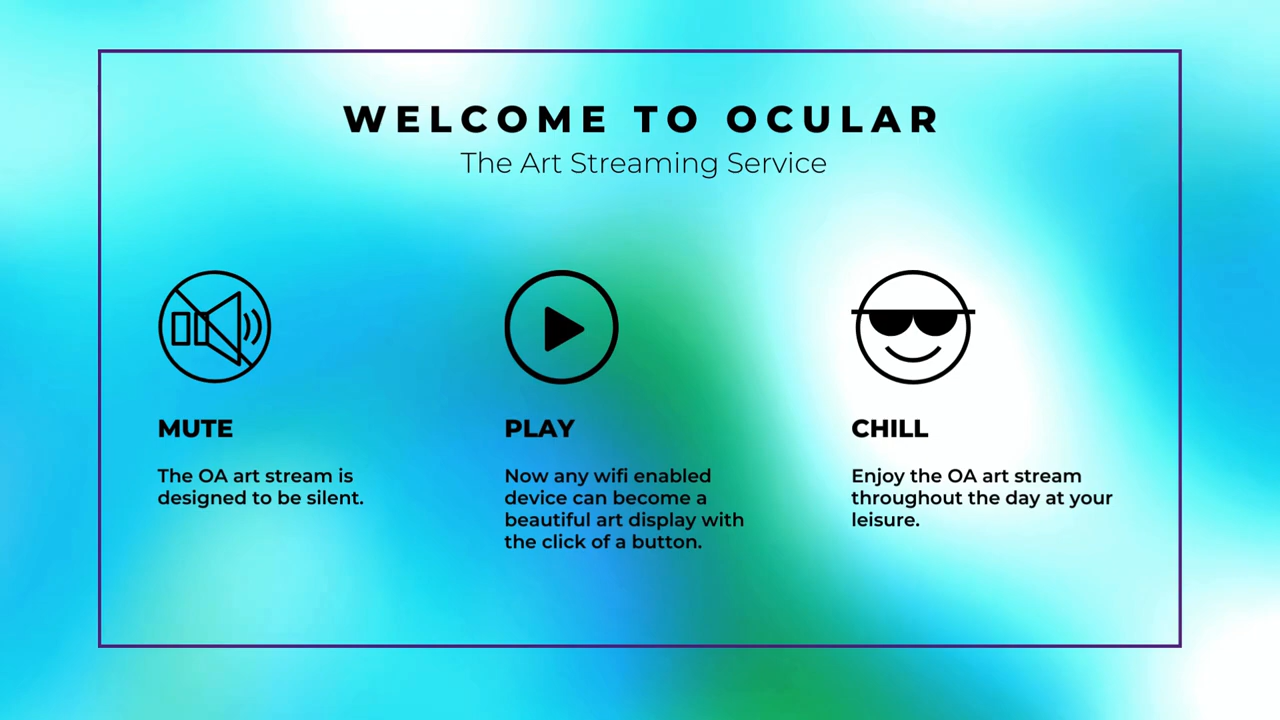 WELCOME TO OCULAR
The Art Streaming Service
MUTE
The OA art stream is
designed to be silent.
PLAY
Now any wifi enabled
device can become a
beautiful art display with
the click of a button.
CHILL
Enjoy the OA art stream
throughout the day at your
leisure.